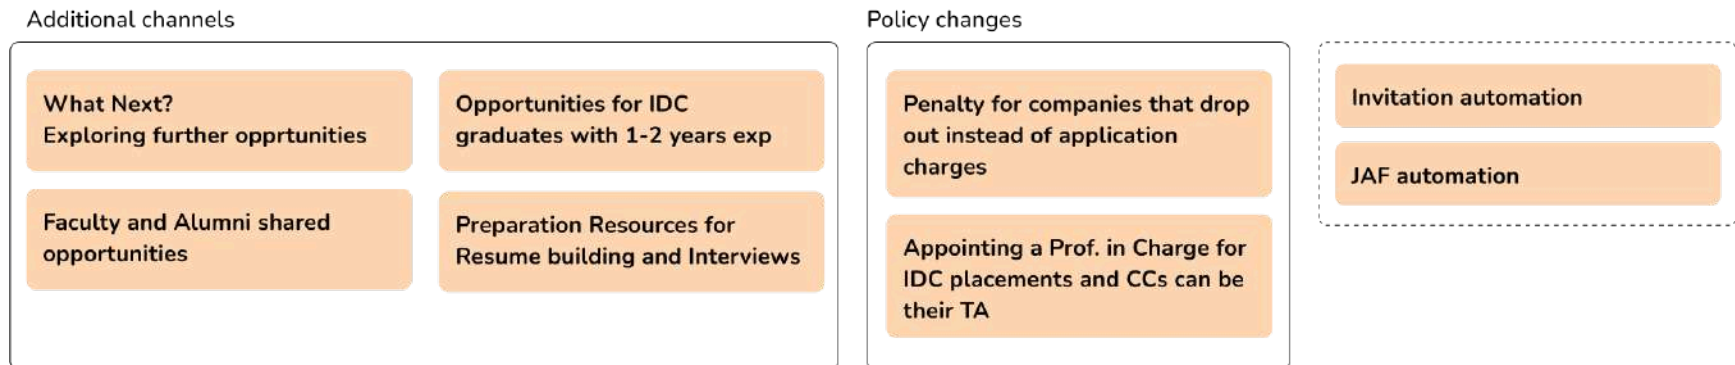 Additional channels
What Next?
Exploring further opprtunities
Opportunities for IDC
graduates with 1-2 years exp
Faculty and Alumni shared
opportunities
Preparation Resources for
Resume building and Interviews
Policy changes
Penalty for companies that drop
out instead of application
charges
Appointing a Prof. in Charge for
IDC placements and CCs can be
their TA
Invitation automation
JAF automation